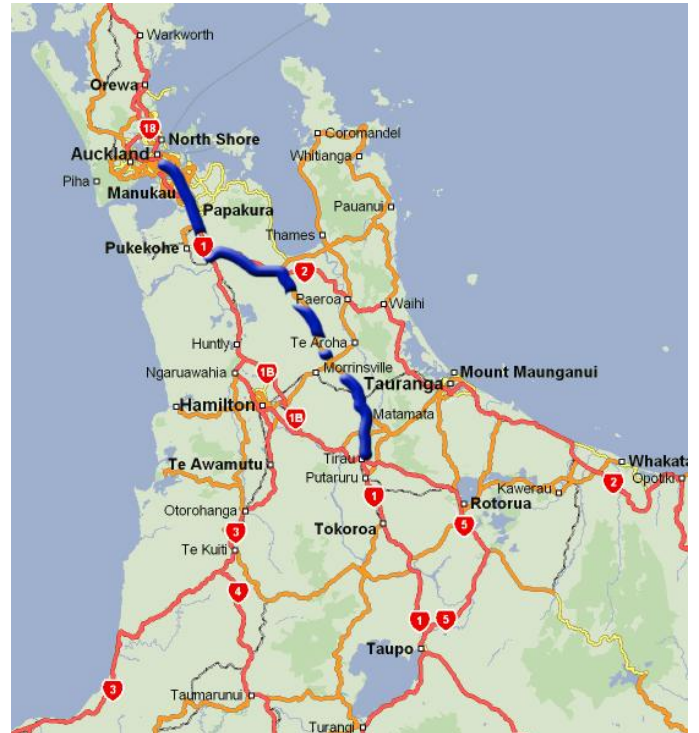 Warkworth
Orewa
18
North Shore
Auckland
Coromandel
Whitianga
Piha
Manukau
Papakura
Pauanui
Thames
Pukekohe
1
2
Paeroa
Waihi
Huntly
Te Aroha
Ngaruawahia
1B
Morrinsville
Mount Maunganui
Tauranga
Hamilton
1B
Matamata
Te Awamutu
Tirau
Whakata
Putaruru
Opotiki
Kawerau
2
1
Rotorua
Otorohanga
Tokoroa
5
3
Te Kuiti
4
1
5
Taupo
3
Taumarunui
Turangi